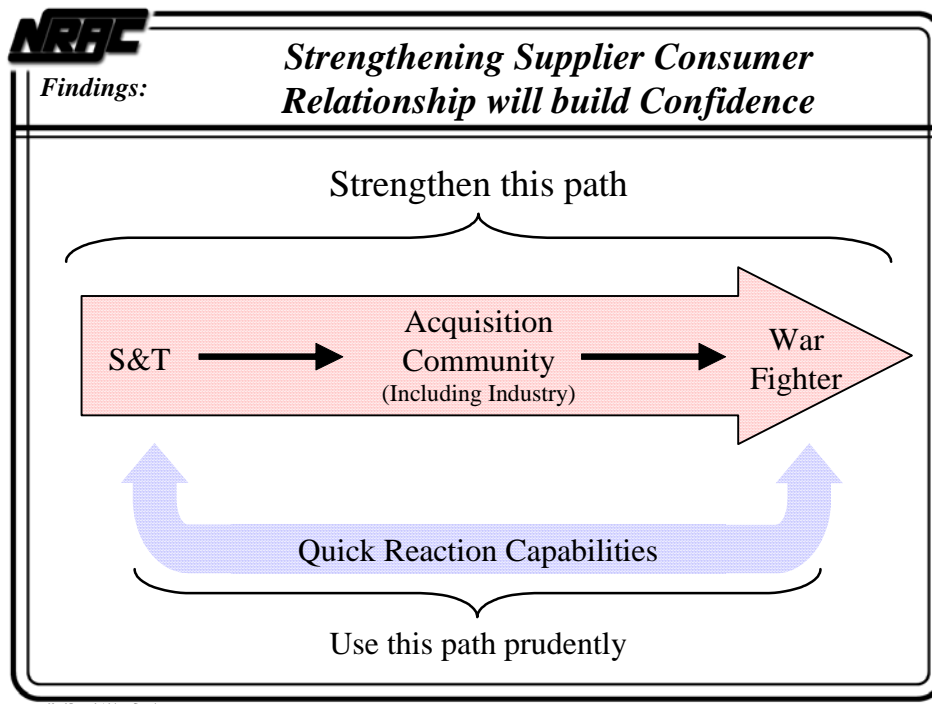 NRAC
Findings:
Strengthening Supplier Consumer
Relationship will build Confidence
Strengthen this path
S&T
Acquisition
Community
(Including Industry)
War
Fighter
Quick Reaction Capabilities
Use this path prudently